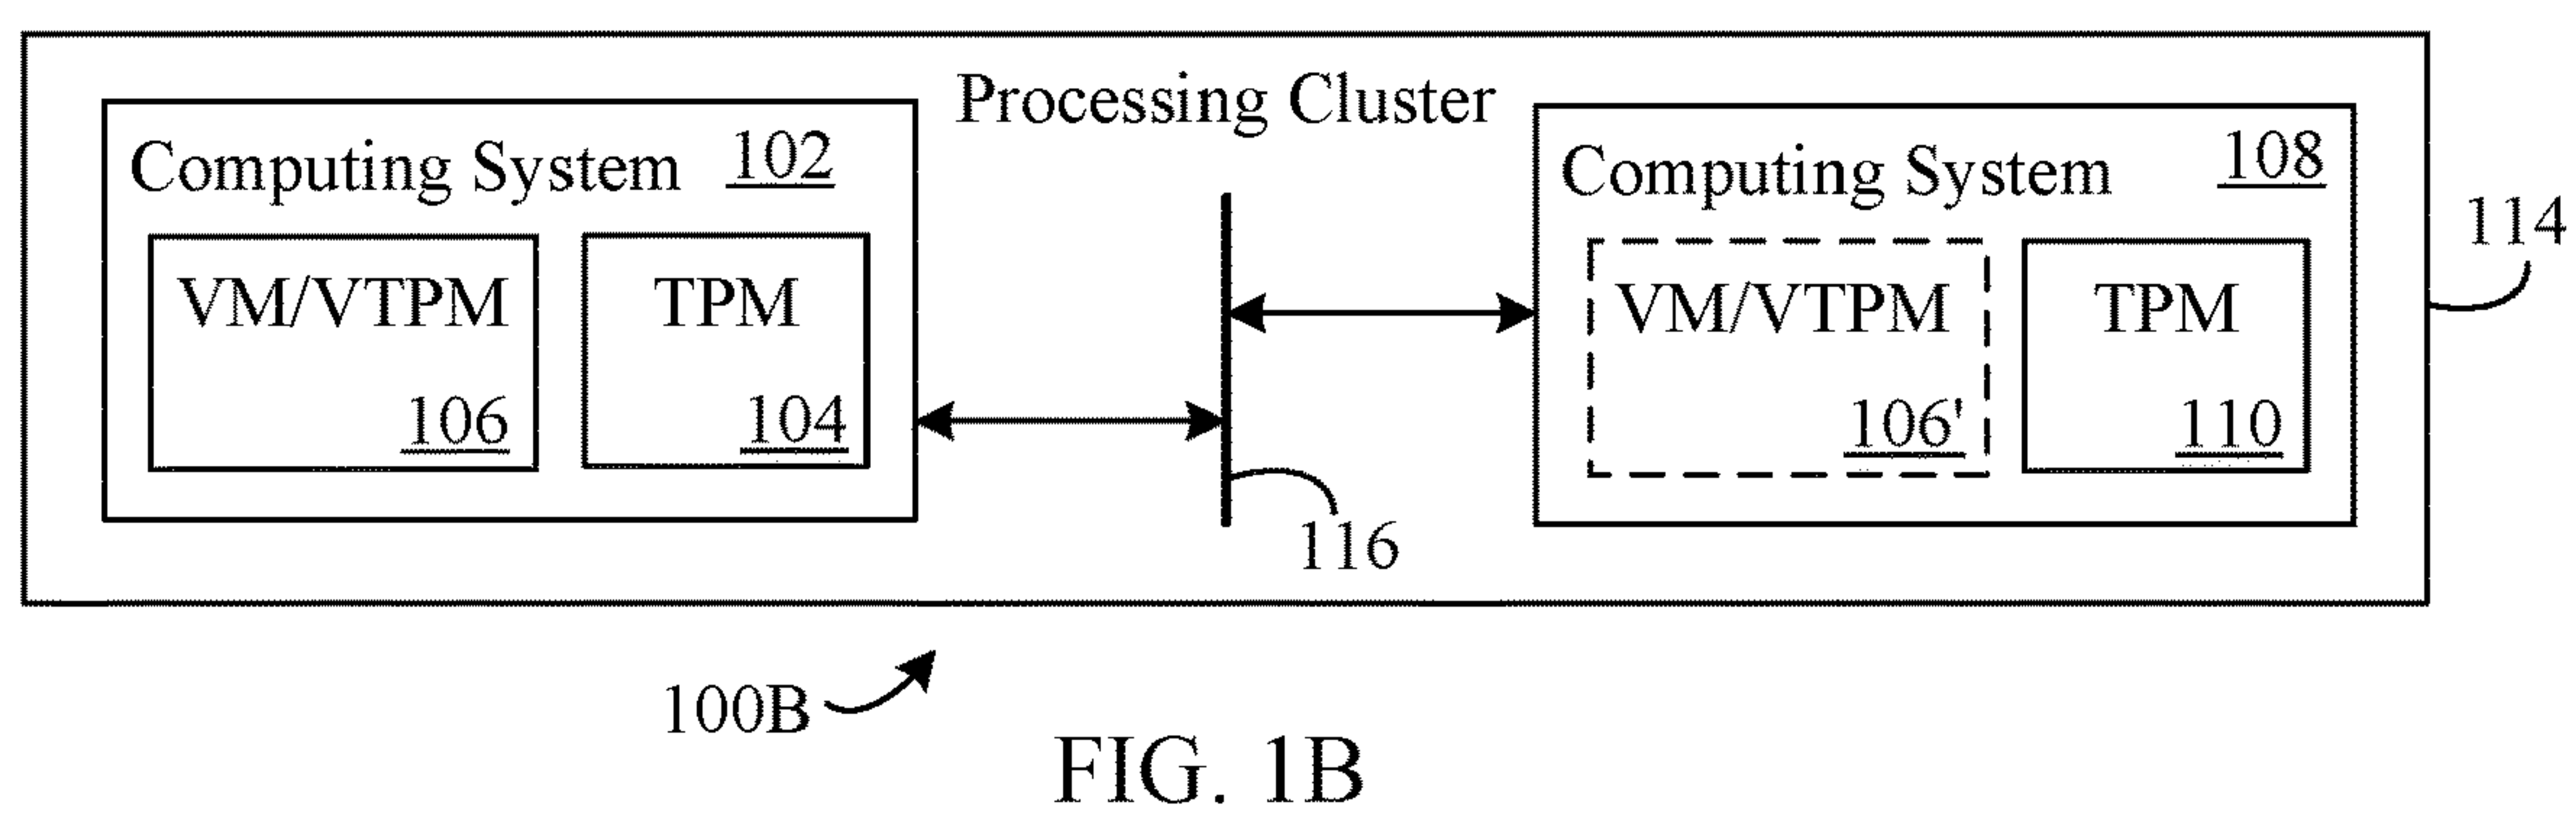 Processing Cluster
Computing System 102
VM/VTPM
106
TPM
104
116
Computing System 108
VM/VTPM
106'
TPM
110
114
100B
FIG. 1B